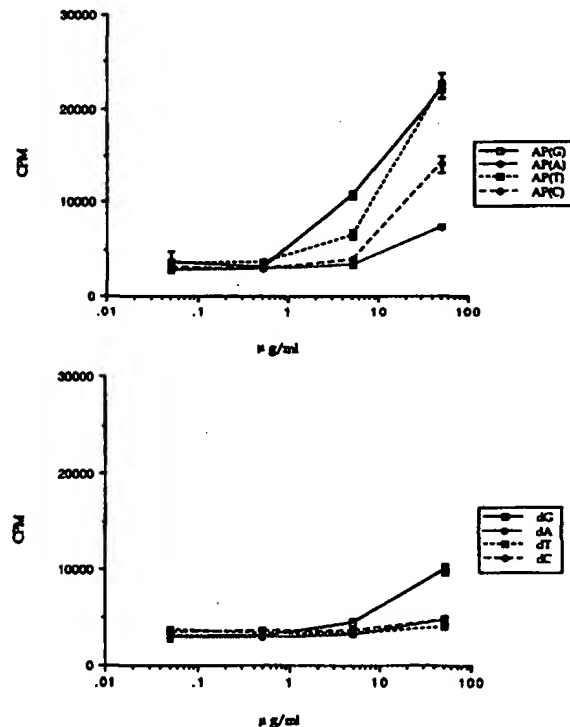 30000
20000
10000
0
CPM
.01
.1
1
10
100
μ g/ml
AP(G)
AP(A)
AP(T)
AP(C)
30000
20000
10000
0
CPM
.01
.1
1
10
100
μ g/ml
dG
dA
dT
dC